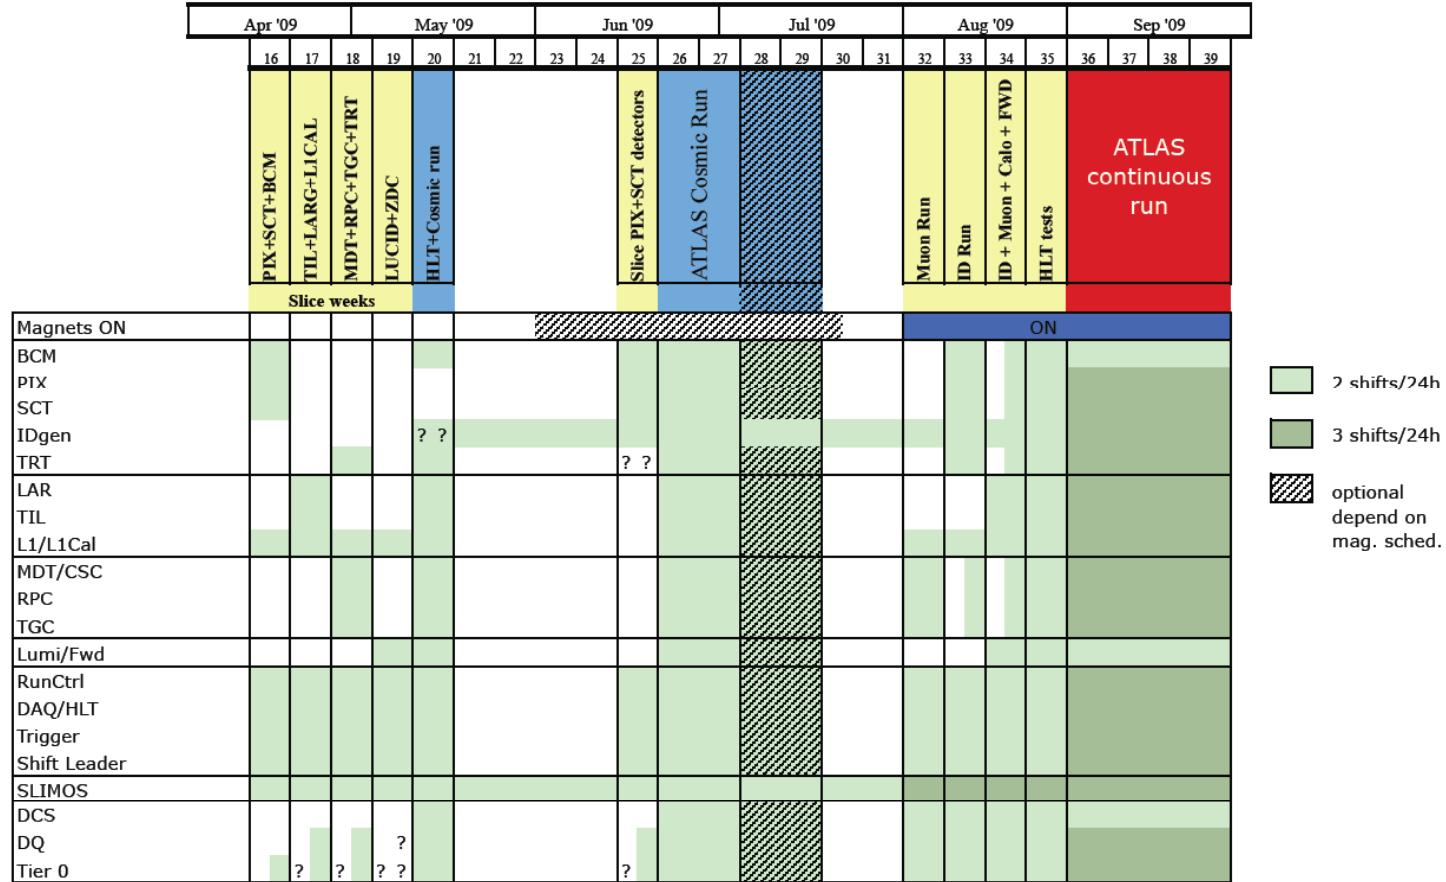 Apr '09 May '09 Jun '09 Jul '09 Aug '09 Sep '09
16 17 18 19 20 21 22 23 24 25 26 27 28 29 30 31 32 33 34 35 36 37 38 39
PIX+SCT+BCM
TIL+LARG+L1CAL
MDT+RPC+TGC+TRT
LUCID+ZDC
HLT+Cosmic run
Slice PIX+SCT detectors
ATLAS Cosmic Run
Muon Run
ID Run
ID + Muon + Calo + FWD
HLT tests
ATLAS
continuous
run
Slice weeks
Magnets ON ON
BCM
PIX
SCT
IDgen ? ?
TRT ? ?
LAR
TIL
L1/L1Cal
MDT/CSC
RPC
TGC
Lumi/Fwd
RunCtrl
DAQ/HLT
Trigger
Shift Leader
SLIMOS
DCS
DQ ?
Tier 0 ? ? ? ? ?
2 shifts/24h
3 shifts/24h
optional
depend on
mag. sched.